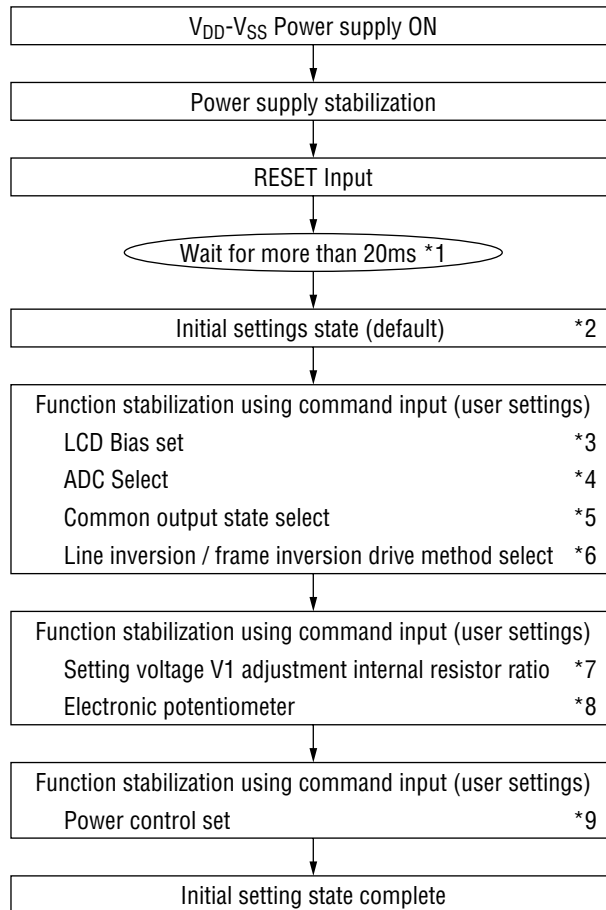 VDD-VSS Power supply ON
Power supply stabilization
RESET Input
Wait for more than 20ms *1
Initial settings state (default) *2
Function stabilization using command input (user settings)
LCD Bias set *3
ADC Select *4
Common output state select *5
Line inversion / frame inversion drive method select *6
Function stabilization using command input (user settings)
Setting voltage V1 adjustment internal resistor ratio *7
Electronic potentiometer *8
Function stabilization using command input (user settings)
Power control set *9
Initial setting state complete